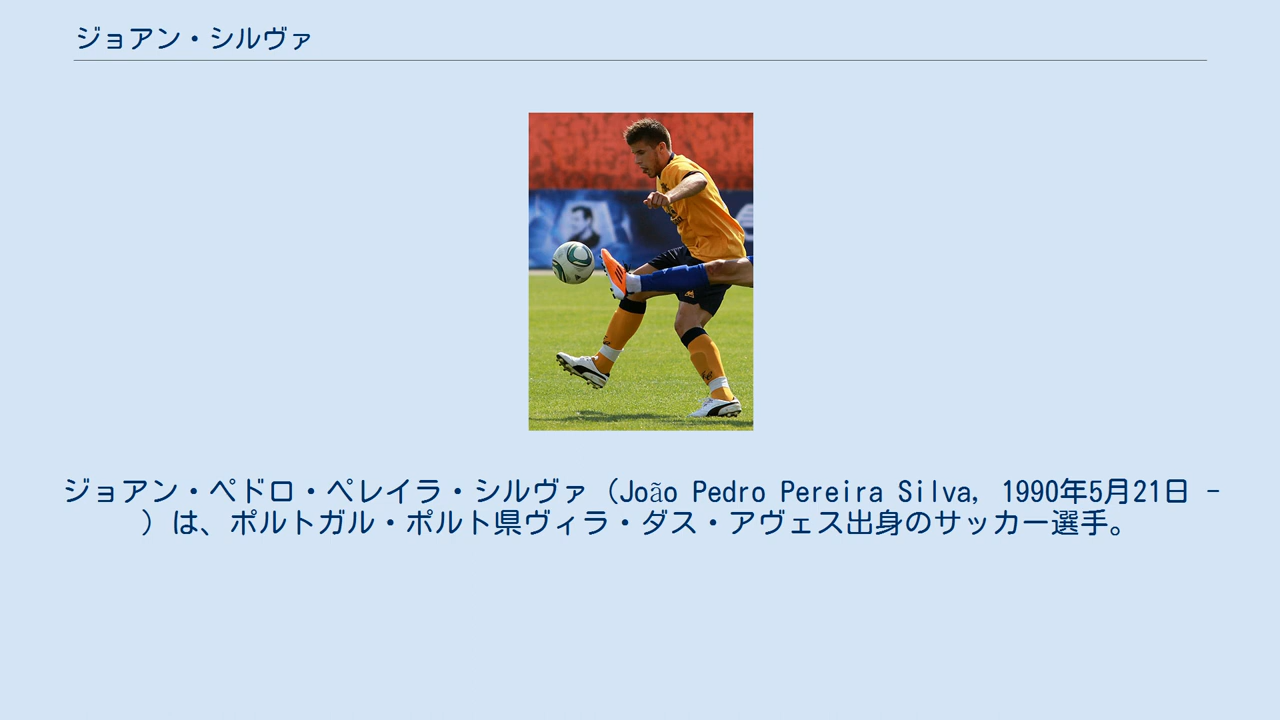 ジョアン・シルヴァ
ジョアン・ペドロ・ペレイラ・シルヴァ（João Pedro Pereira Silva, 1990年5月21日 -
）は、ポルトガル・ポルト県ヴィラ・ダス・アヴェス出身のサッカー選手。